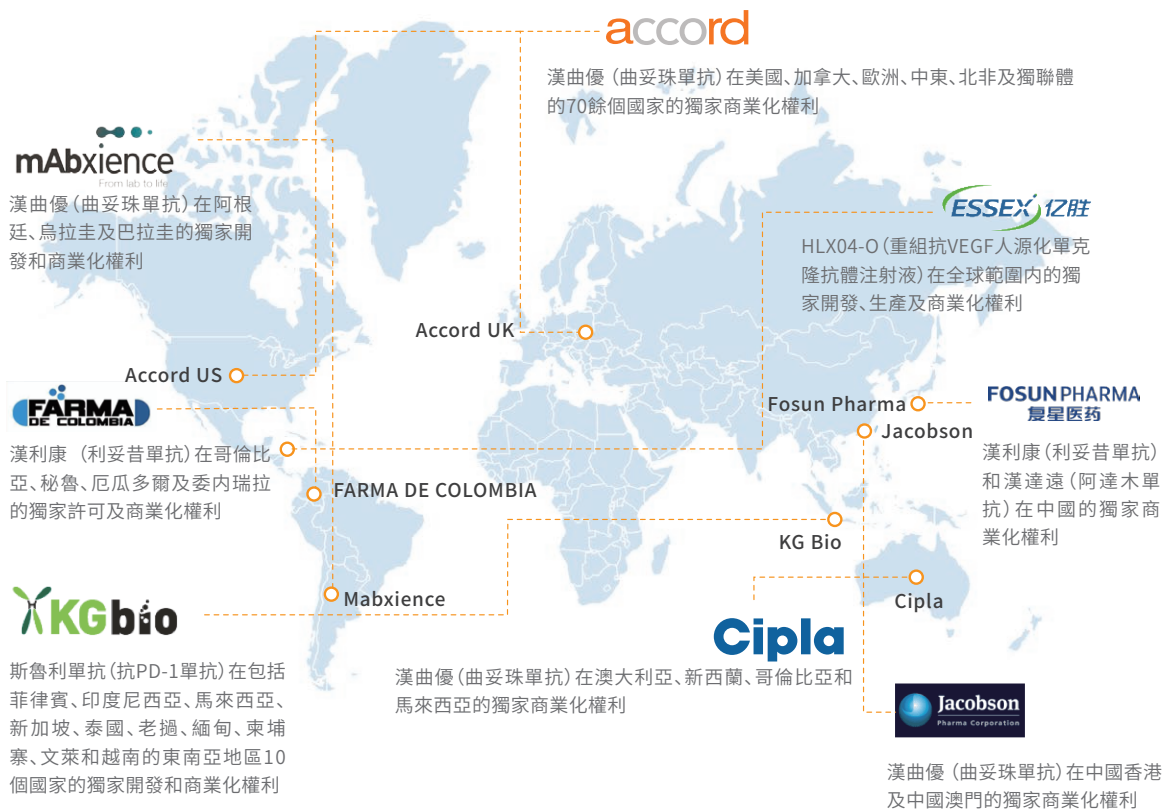 accord
漢曲優（曲妥珠單抗）在美國、加拿大、歐洲、中東、北非及獨聯體
的70餘個國家的獨家商業化權利
mAbxience
From lab to life
漢曲優（曲妥珠單抗）在阿根
廷、烏拉圭及巴拉圭的獨家開
發和商業化權利
ESSEX 亿胜
HLX04-O（重組抗VEGF人源化單克
隆抗體注射液）在全球範圍内的獨
家開發、生產及商業化權利
Accord UK
Accord US
FARMA
DE COLOMBIA
漢利康 （利妥昔單抗）在哥倫比
亞、秘魯、厄瓜多爾及委内瑞拉
的獨家許可及商業化權利
FARMA DE COLOMBIA
Fosun Pharma
Jacobson
FOSUN PHARMA
复星医药
漢利康（利妥昔單抗）
和漢達遠（阿達木單
抗）在中國的獨家商
業化權利
KG Bio
Cipla
Mabxience
KGbio
斯魯利單抗（抗PD-1單抗）在包括
菲律賓、印度尼西亞、馬來西亞、
新加坡、泰國、老撾、緬甸、柬埔
寨、文萊和越南的東南亞地區10
個國家的獨家開發和商業化權利
Cipla
漢曲優（曲妥珠單抗）在澳大利亞、新西蘭、哥倫比亞和
馬來西亞的獨家商業化權利
Jacobson
Pharma Corporation
漢曲優（曲妥珠單抗）在中國香港
及中國澳門的獨家商業化權利